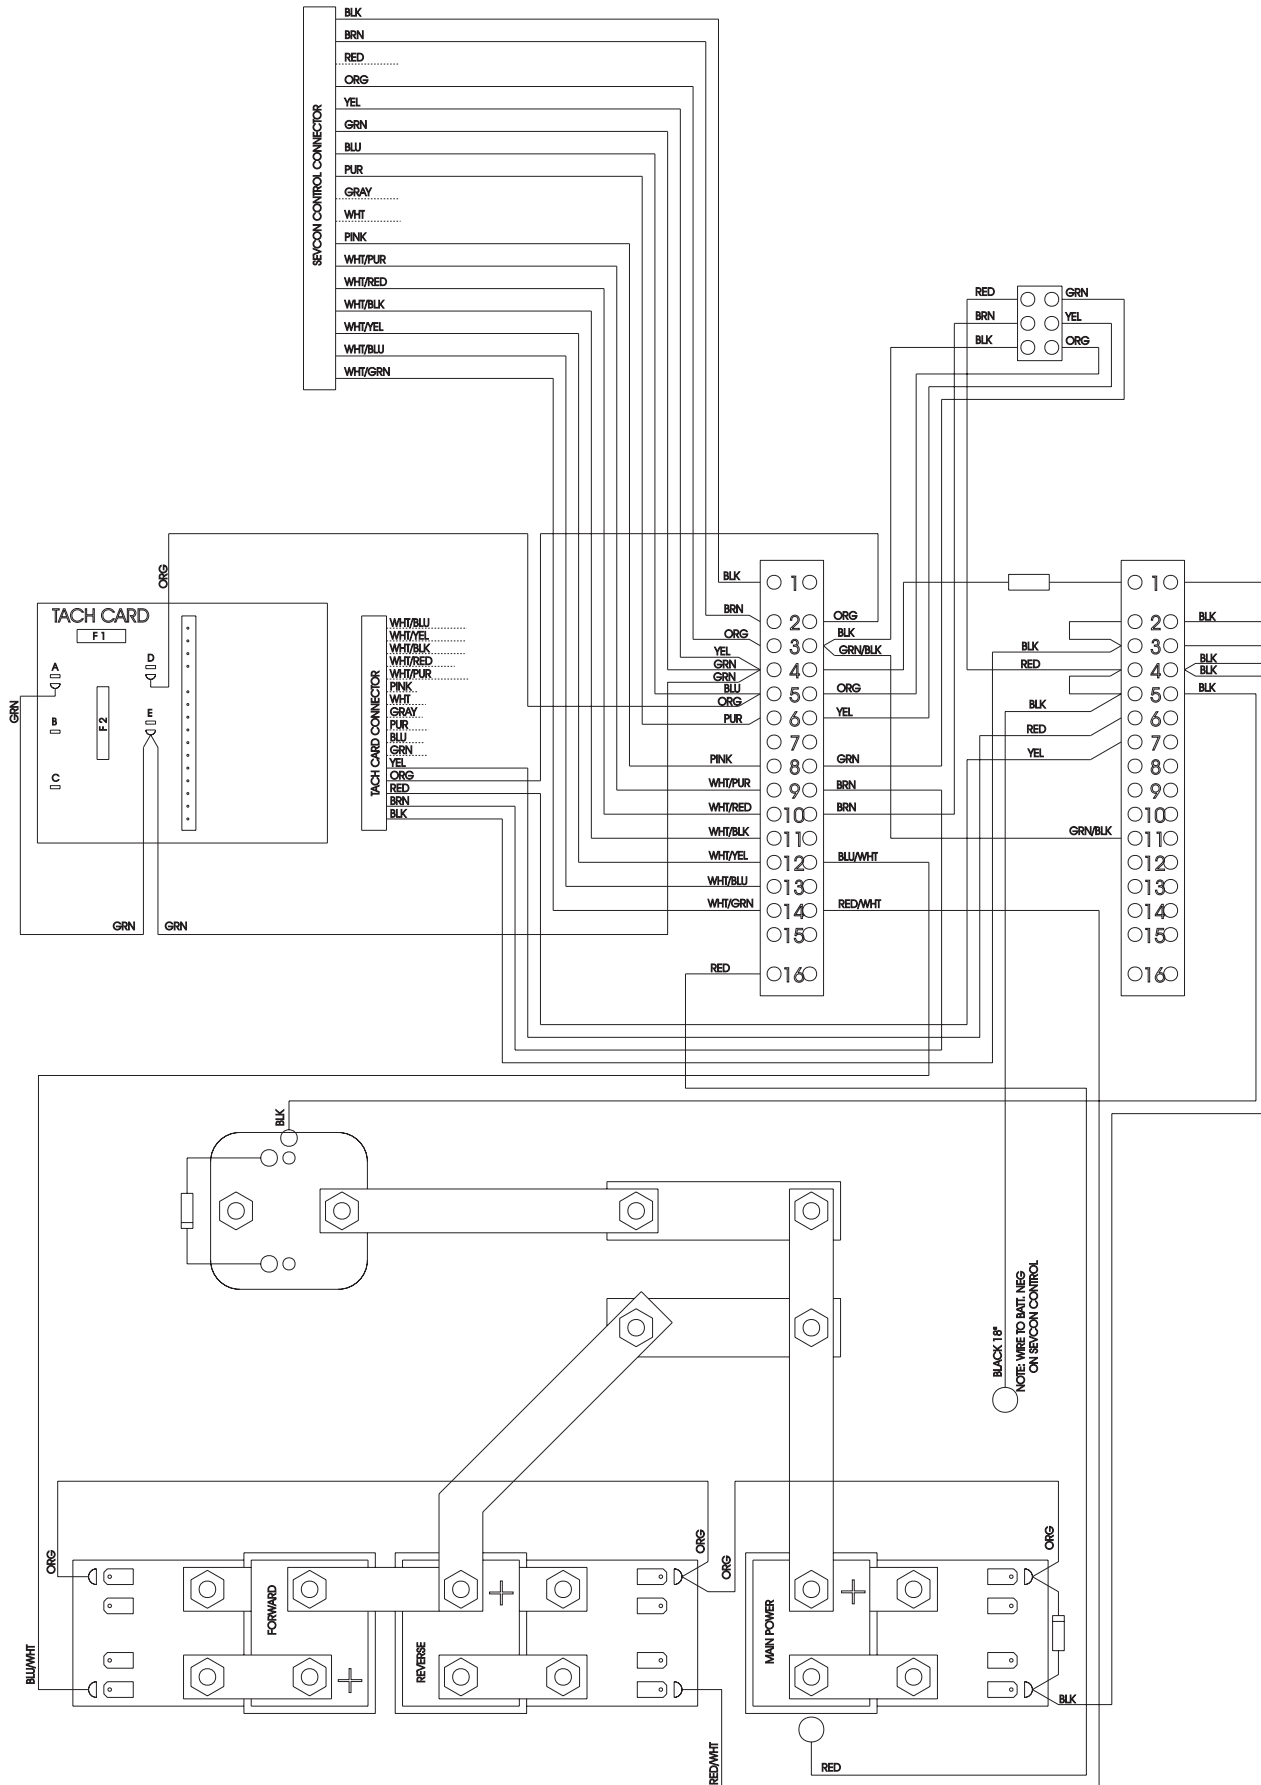 BLK
BRN
RED
ORG
YEL
GRN
BLU
PUR
GRAY
WHT
PINK
WHT/PUR
WHT/RED
WHT/BLK
WHT/YEL
WHT/BLU
WHT/GRN
SEVCON CONTROL CONNECTOR
RED
BRN
BLK
GRN
YEL
ORG
TACH CARD
F 1
F 2
A
B
C
D
E
ORG
GRN
GRN
GRN
TACH CARD CONNECTOR
WHT/BLU
WHT/YEL
WHT/BLK
WHT/RED
WHT/PUR
PINK
WHT
GRAY
PUR
BLU
GRN
YEL
ORG
RED
BRN
BLK
BLK
BRN
ORG
YEL
GRN
GRN
BLU
ORG
PUR
PINK
WHT/PUR
WHT/RED
WHT/BLK
WHT/YEL
WHT/BLU
WHT/GRN
RED
1
2
3
4
5
6
7
8
9
10
11
12
13
14
15
16
ORG
BLK
GRN/BLK
ORG
YEL
GRN
BRN
BRN
BLU/WHT
RED/WHT
BLK
RED
BLK
RED
YEL
GRN/BLK
1
2
3
4
5
6
7
8
9
10
11
12
13
14
15
16
BLK
BLK
BLK
BLK
BLK
BLACK 18"
NOTE: WIRE TO BATT. NEG
ON SEVCON CONTROL
ORG
BLU/WHT
FORWARD
REVERSE
ORG
ORG
RED/WHT
MAIN POWER
ORG
BLK
RED